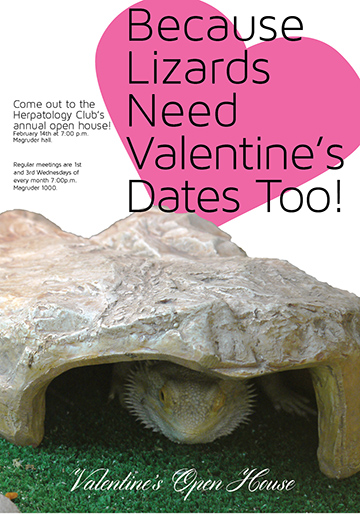 Because
Lizards
Need
Valentine's
Dates Too!
Come out to the
Herpatology Club's
annual open house!
February 14th at 7:00 p.m.
Magruder hall.
Regular meetings are 1st
and 3rd Wednesdays of
every month 7:00p.m.
Magruder 1000.
Valentine's Open House